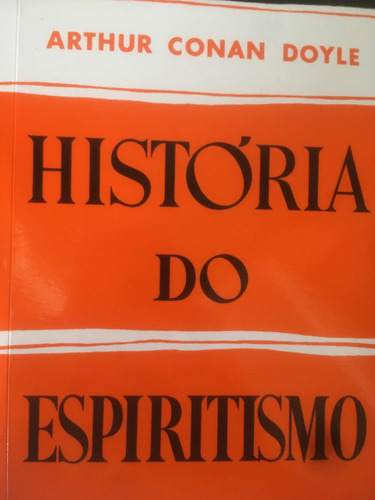 ARTHUR CONAN DOYLE
HISTÓRIA
DO
ESPIRITISMO